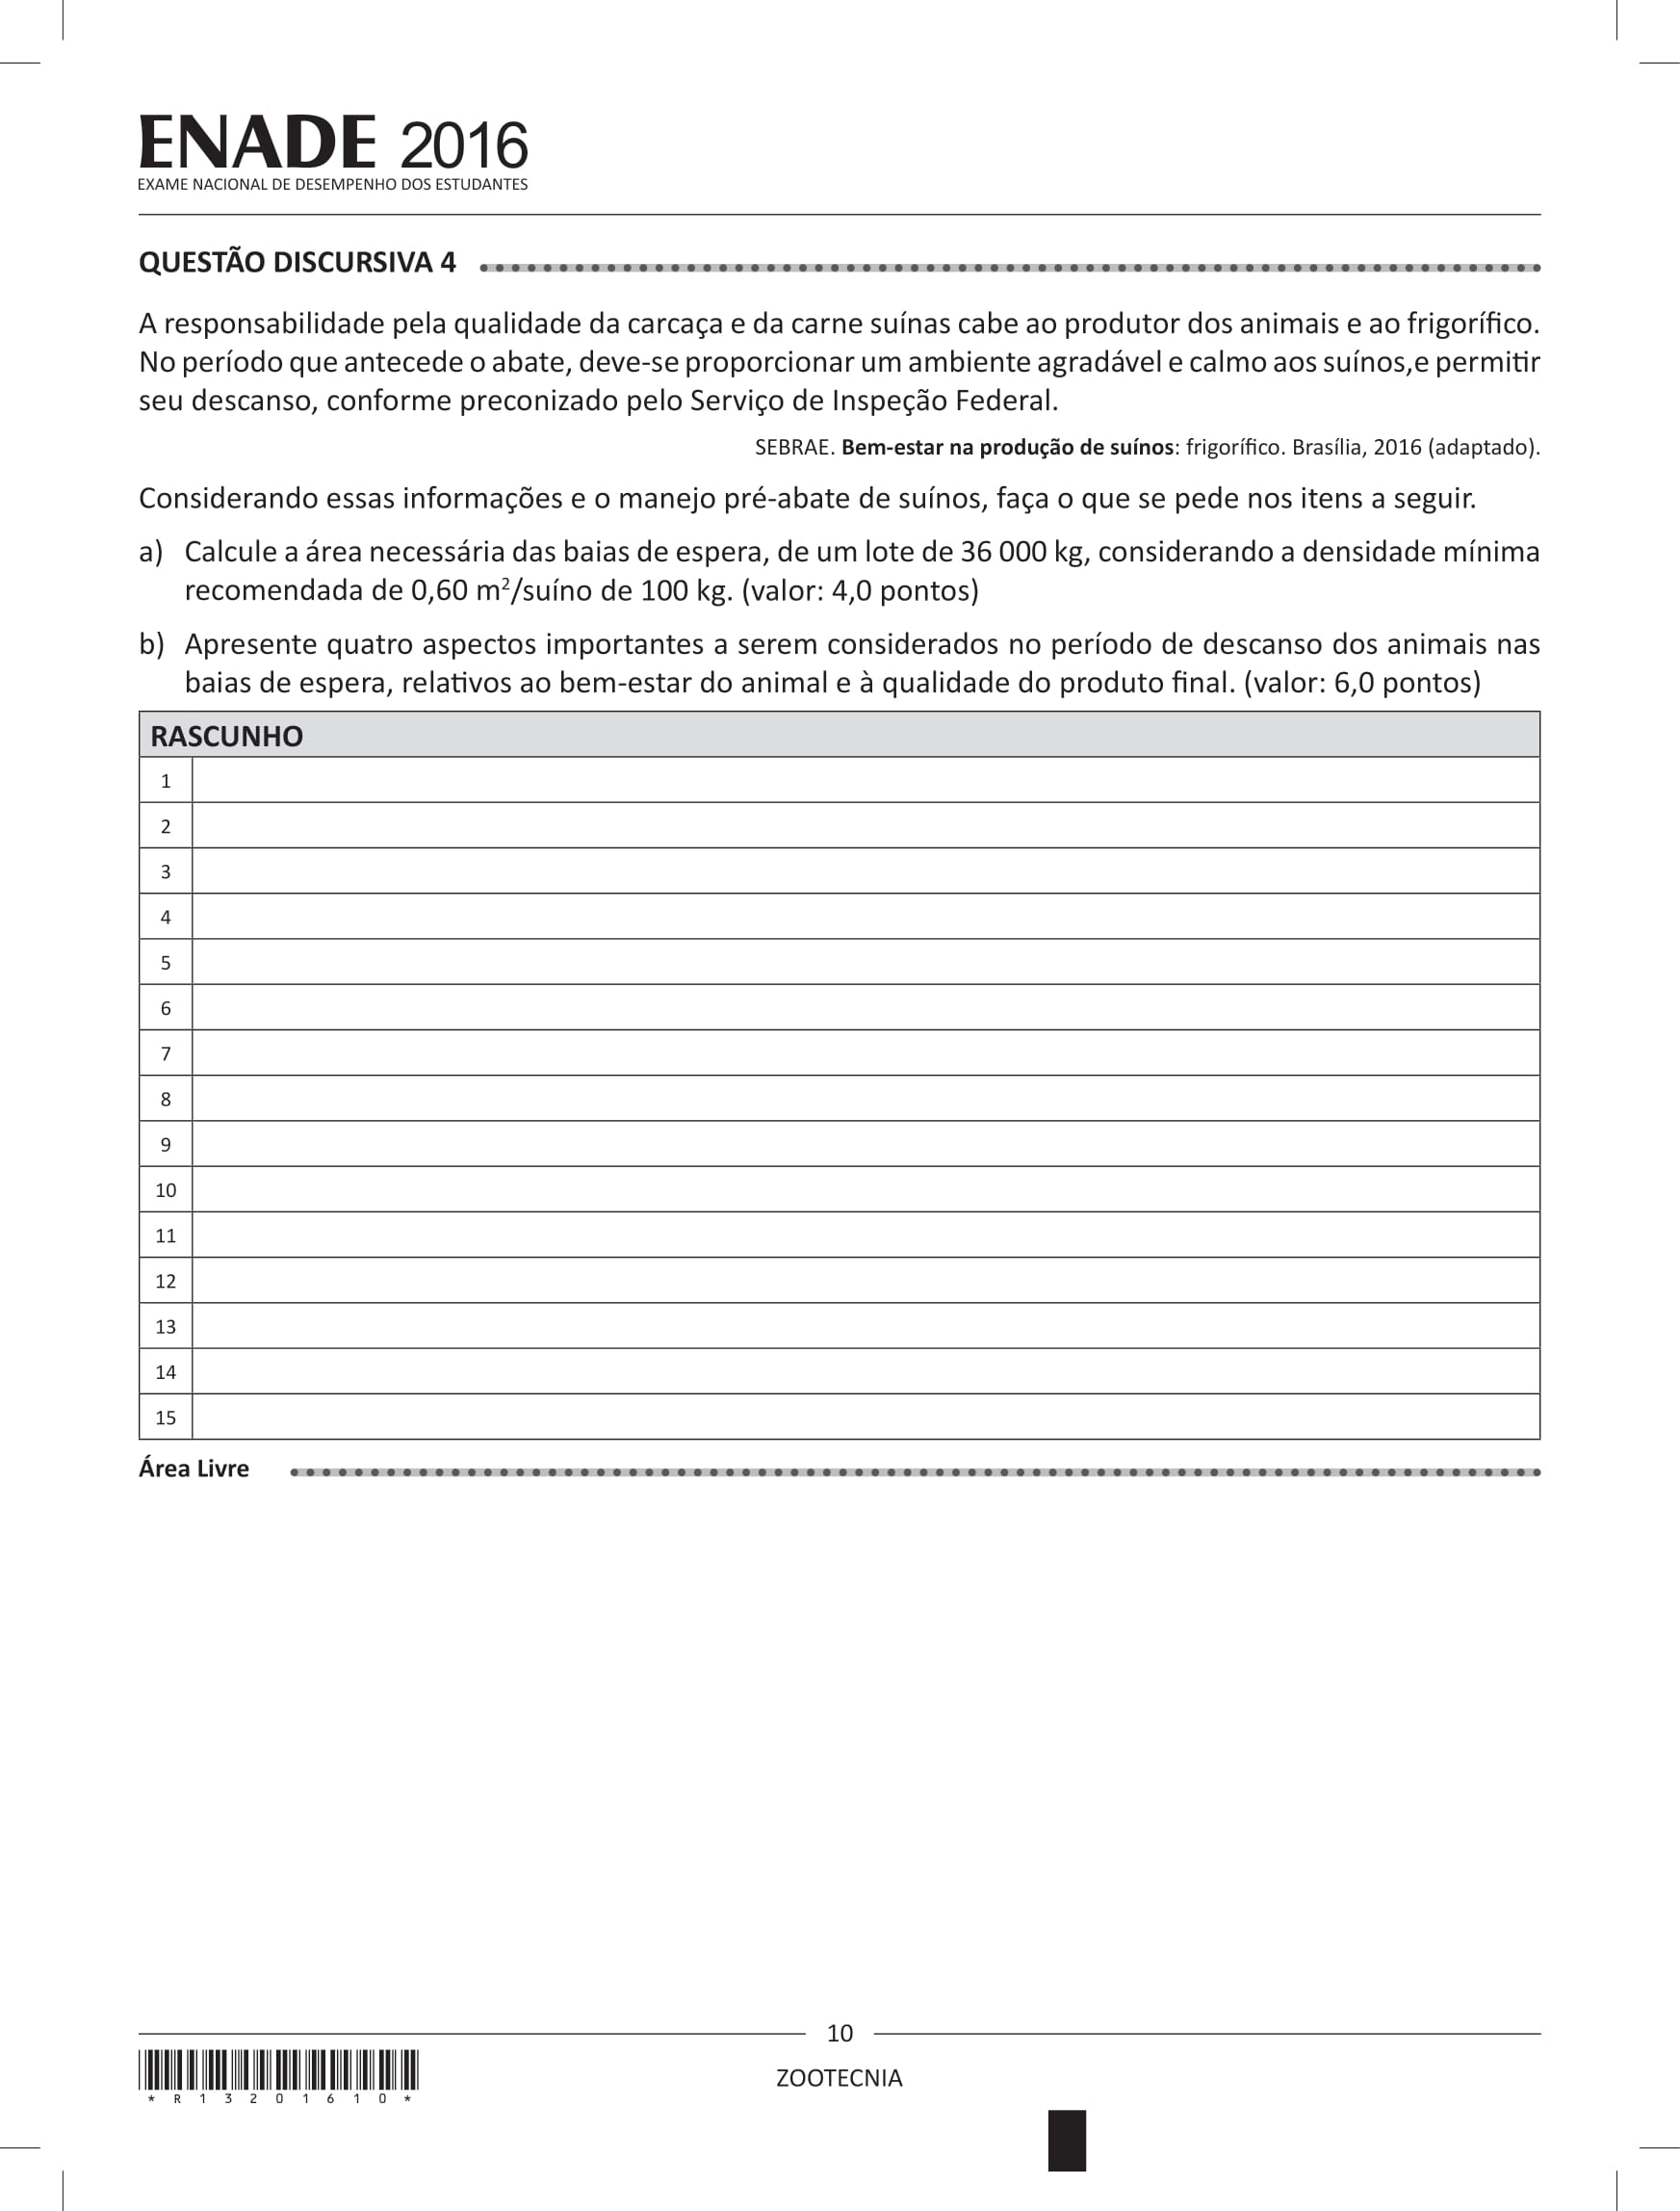 ENADE 2016
EXAME NACIONAL DE DESEMPENHO DOS ESTUDANTES
QUESTÃO DISCURSIVA 4
A responsabilidade pela qualidade da carcaça e da carne suínas cabe ao produtor dos animais e ao frigorífico.
No período que antecede o abate, deve-se proporcionar um ambiente agradável e calmo aos suínos,e permitir
seu descanso, conforme preconizado pelo Serviço de Inspeção Federal.
SEBRAE. Bem-estar na produção de suínos: frigorífico. Brasília, 2016 (adaptado).
Considerando essas informações e o manejo pré-abate de suínos, faça o que se pede nos itens a seguir.
a) Calcule a área necessária das baias de espera, de um lote de 36 000 kg, considerando a densidade mínima
recomendada de 0,60 m²/suíno de 100 kg. (valor: 4,0 pontos)
b) Apresente quatro aspectos importantes a serem considerados no período de descanso dos animais nas
baias de espera, relativos ao bem-estar do animal e à qualidade do produto final. (valor: 6,0 pontos)
RASCUNHO
1
2
3
4
5
6
7
8
9
10
11
12
13
14
15
Área Livre
10
ZOOTECNIA
* R 1 3 2 0 1 6 1 0 *